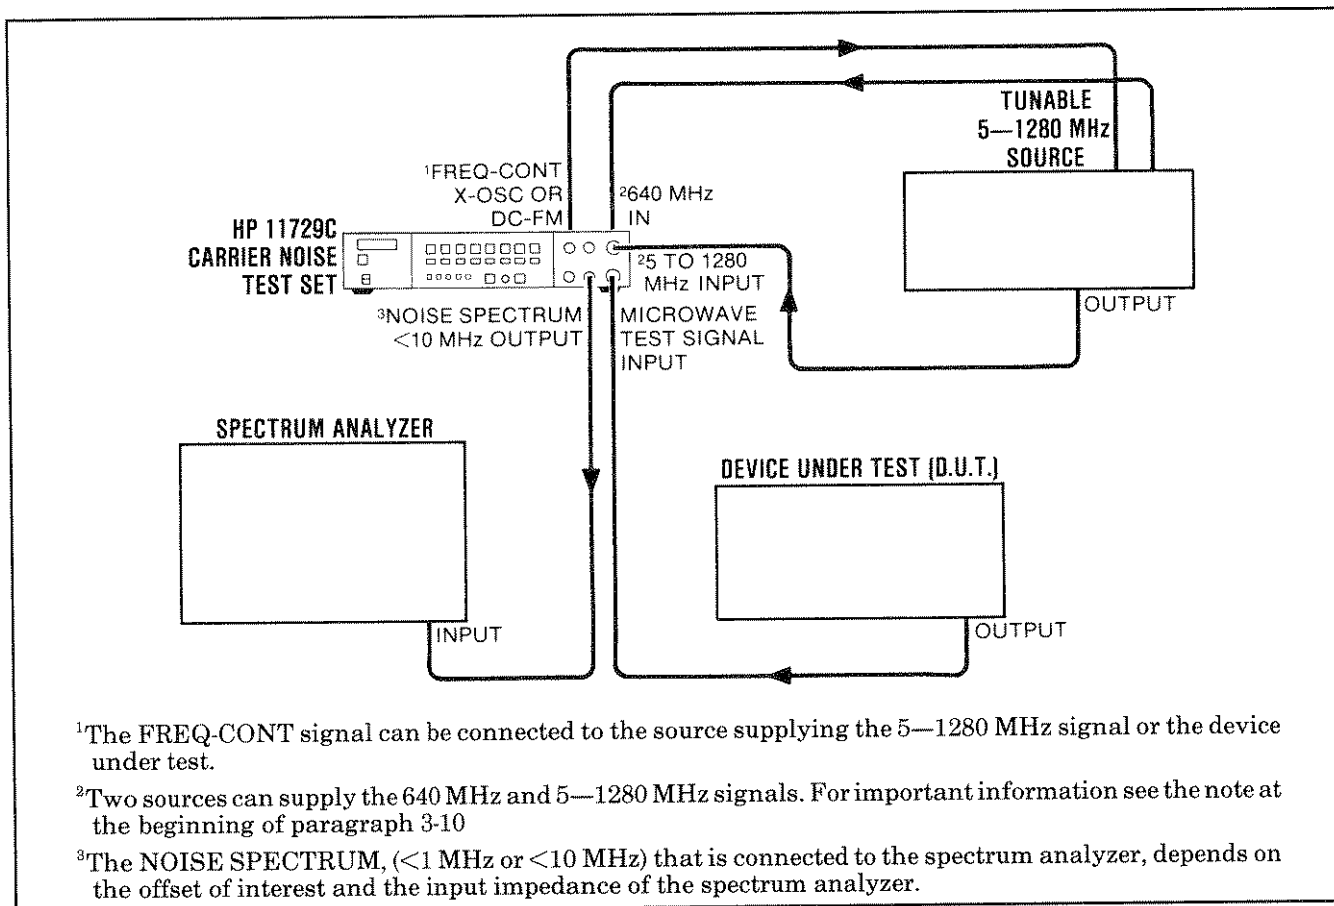 TUNABLE
5—1280 MHz
SOURCE
¹FREQ-CONT
X-OSC OR
DC-FM
²640 MHz
IN
HP 11729C
CARRIER NOISE
TEST SET
²5 TO 1280
MHz INPUT
OUTPUT
³NOISE SPECTRUM
<10 MHz OUTPUT
MICROWAVE
TEST SIGNAL
INPUT
SPECTRUM ANALYZER
INPUT
DEVICE UNDER TEST (D.U.T.)
OUTPUT
¹The FREQ-CONT signal can be connected to the source supplying the 5—1280 MHz signal or the device
under test.
²Two sources can supply the 640 MHz and 5—1280 MHz signals. For important information see the note at
the beginning of paragraph 3-10
³The NOISE SPECTRUM, (<1 MHz or <10 MHz) that is connected to the spectrum analyzer, depends on
the offset of interest and the input impedance of the spectrum analyzer.